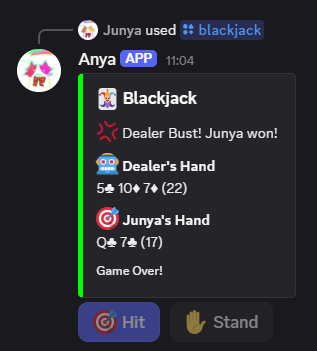 Junya used blackjack
Anya APP 11:04
Blackjack
Dealer Bust! Junya won!
Dealer's Hand
5♣ 10♦ 7♦ (22)
Junya's Hand
Q♣ 7♣ (17)
Game Over!
Hit
Stand